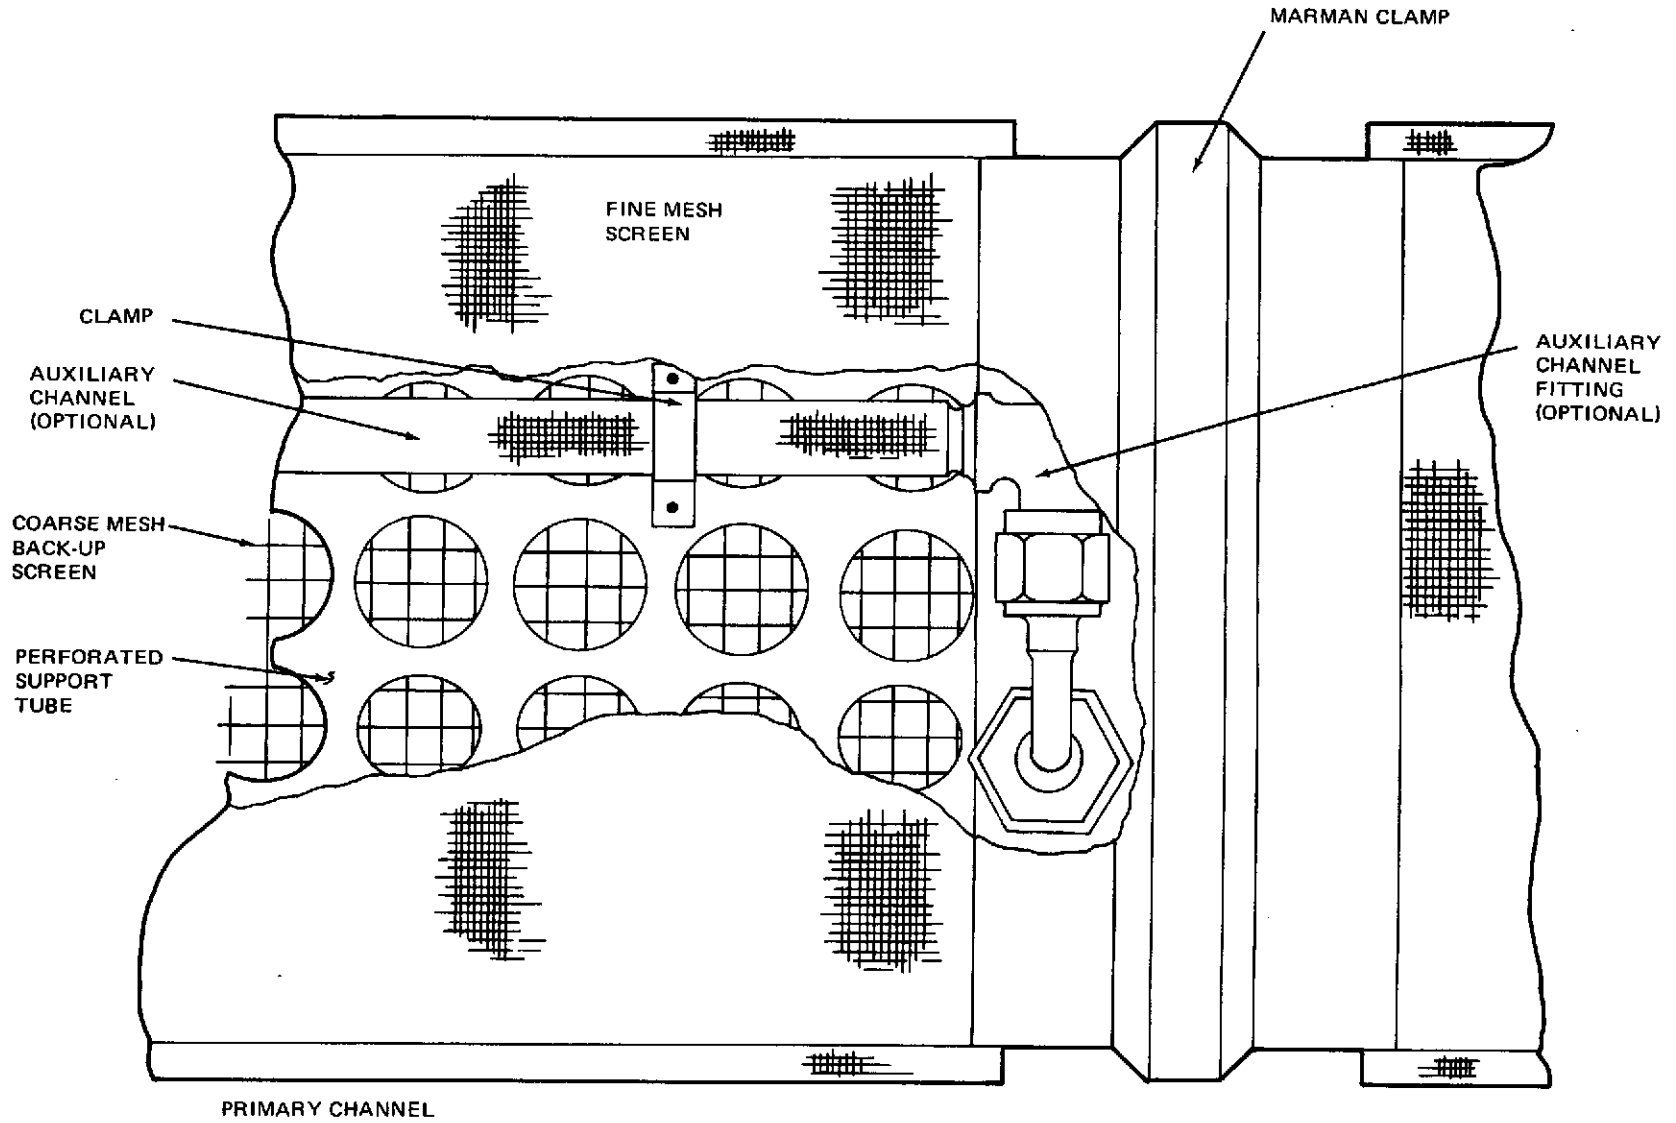 MARMAN CLAMP
FINE MESH
SCREEN
CLAMP
AUXILIARY
CHANNEL
(OPTIONAL)
AUXILIARY
CHANNEL
FITTING
(OPTIONAL)
COARSE MESH
BACK-UP
SCREEN
PERFORATED
SUPPORT
TUBE
PRIMARY CHANNEL